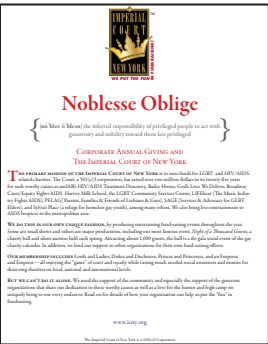 IMPERIAL
COURT
NEW YORK
WE PUT THE FUN
Noblesse Oblige
the inferred responsibility of privileged people to act with
generosity and nobility toward those less privileged
Corporate Annual Giving and
The Imperial Court of New York
The primary mission of the Imperial Court of New York is to raise funds for LGBT- and HIV/AIDS-
related charities. The Court, a 501(c)3 corporation, has raised over two million dollars in its twenty-five years
for such worthy causes as amfAR; HIV/AIDS Treatment Directory, Bailey House, God's Love We Deliver, Broadway
Cares/Equity Fights AIDS, Harvey Milk School, the LGBT Community Services Center, LIFEbeat (The Music Indus-
try Fights AIDS), PFLAG( Parents, Families & Friends of Lesbians & Gays), SAGE (Services & Advocacy for GLBT
Elders), and Sylvia's Place (a refuge for homeless gay youth), among many others. We also bring live entertainment to
AIDS hospices in the metropolitan area.
We do this in our own unique fashion, by producing entertaining fund-raising events throughout the year.
Some are small shows and others are major productions, including our most famous event, Night of a Thousand Gowns, a
charity ball and silent auction held each spring. Attracting about 1,000 guests, the ball is a the gala social event of the gay
charity calendar. In addition, we lend our support to other organizations for their own fund-raising efforts.
Our membership includes Lords and Ladies, Dukes and Duchesses, Princes and Princesses, and an Emperor
and Empress — all enjoying the "game" of court and royalty while raising much needed social awareness and monies for
deserving charities on local, national and international levels.
But we can't do it alone. We need the support of the community and especially the support of the generous
organizations that share our dedication to these worthy causes as well as a love for the humor and high camp we
uniquely bring to our every exclusive. Read on for details of how your organization can help us put the "fun" in
fundraising.
www.icny.org
The Imperial Court of New York is a 501(c)3 Corporation